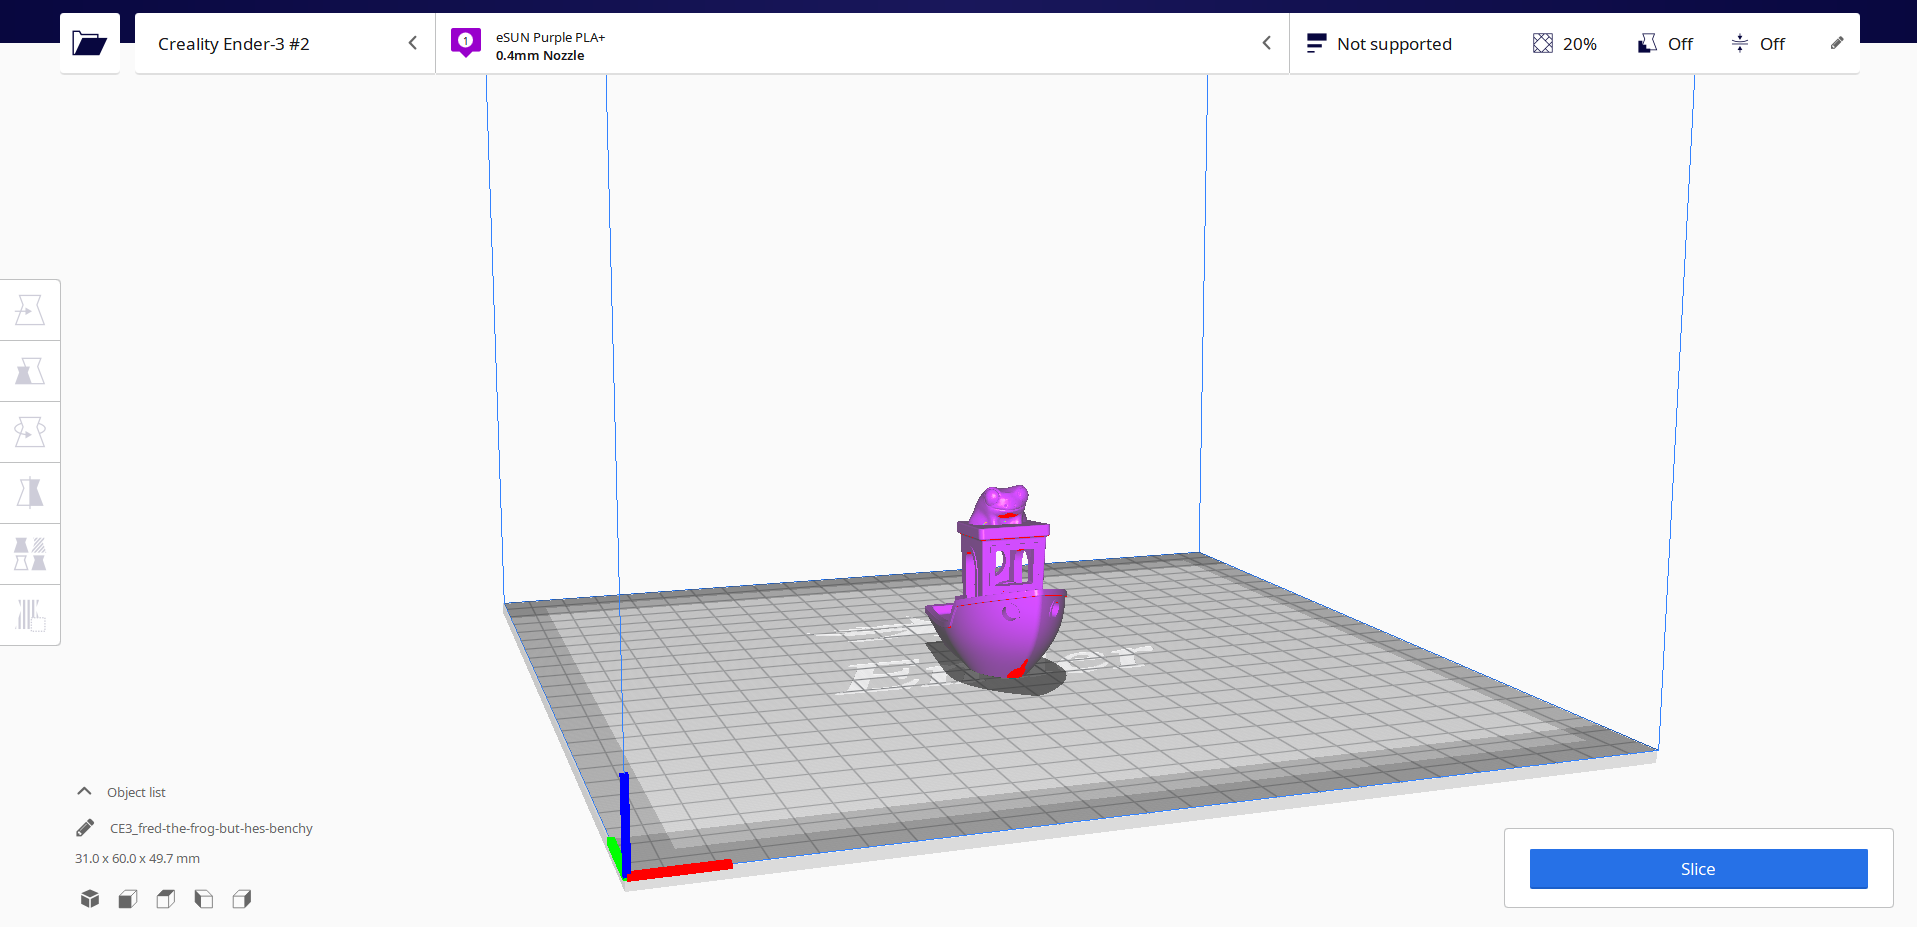 Creality Ender-3 #2
1
eSUN Purple PLA+
0.4mm Nozzle
Not supported
20%
Off
Off
Object list
CE3_fred-the-frog-but-hes-benchy
31.0 x 60.0 x 49.7 mm
Slice